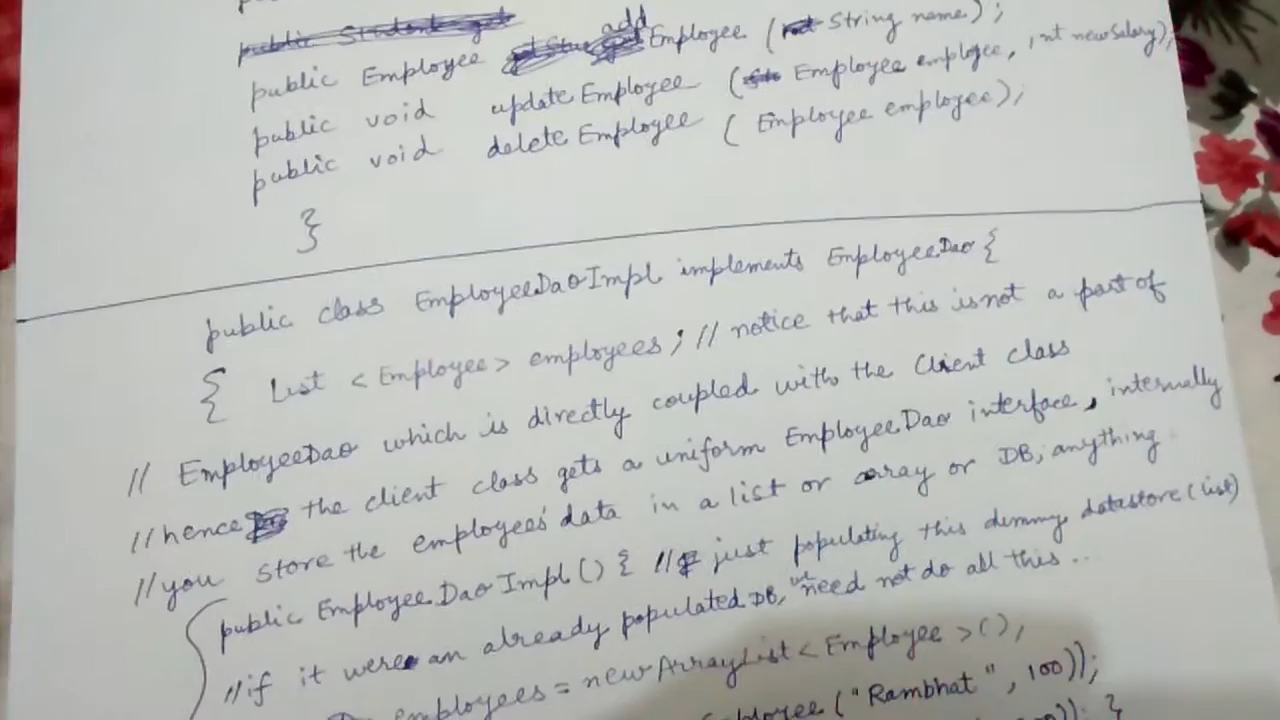 public Employee addEmployee (String name);
public void updateEmployee (Employee employee, int newSalary);
public void deleteEmployee (Employee employee);
}
public class EmployeeDaoImpl implements EmployeeDao {
{ List <Employee> employees; // notice that this is not a part of
// EmployeeDao which is directly coupled with the Client class
// hence the client class gets a uniform EmployeeDao interface, internally
// you store the employees' data in a list or array or DB, anything
public EmployeeDaoImpl() { // just populating this dummy datastore (list)
// if it were an already populated DB, we need not do all this ..
employees = new ArrayList<Employee>();
Employee ("Rambhat", 100));
)); }